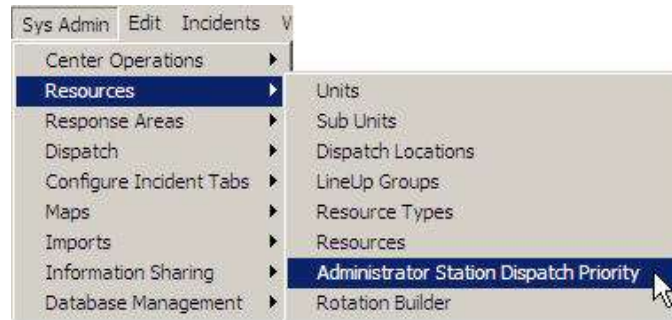 Sys Admin Edit Incidents
Center Operations
Resources
Response Areas
Dispatch
Configure Incident Tabs
Maps
Imports
Information Sharing
Database Management
Units
Sub Units
Dispatch Locations
LineUp Groups
Resource Types
Resources
Administrator Station Dispatch Priority
Rotation Builder